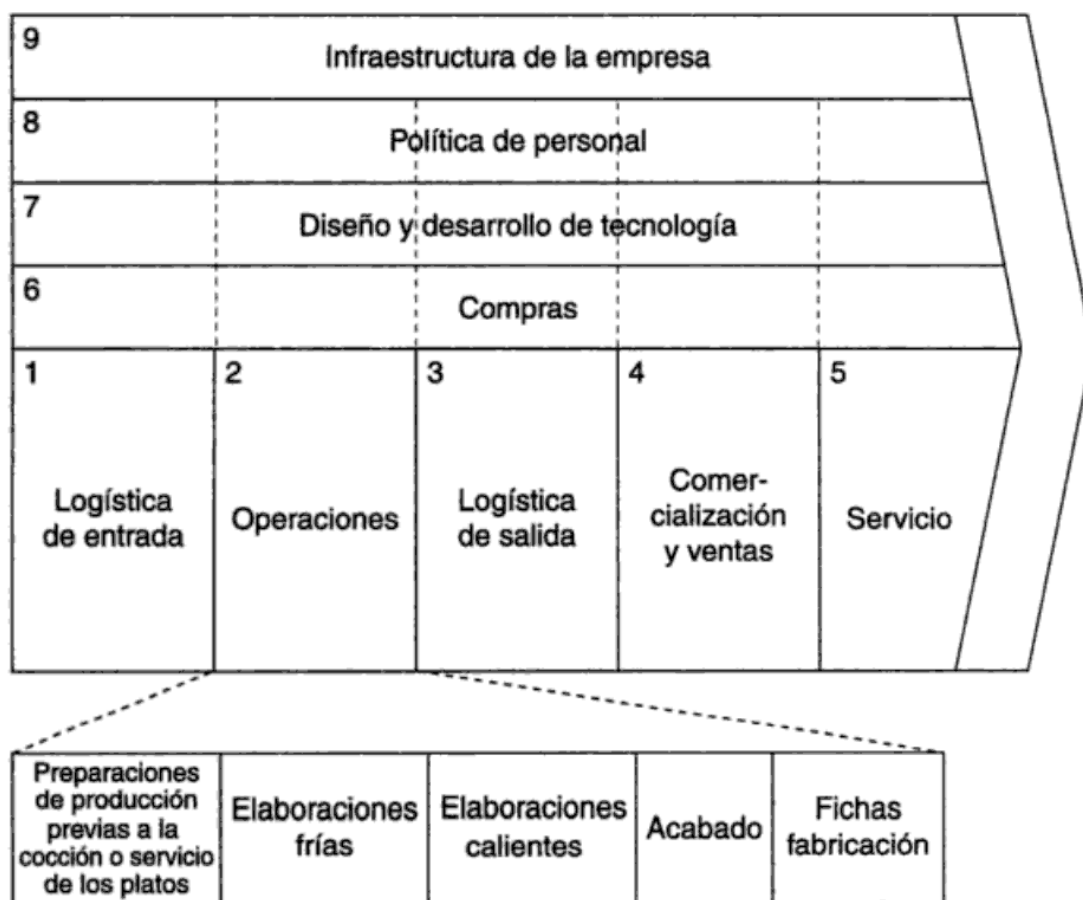 9
Infraestructura de la empresa
8
Política de personal
7
Diseño y desarrollo de tecnología
6
Compras
1
Logística
de entrada
2
Operaciones
3
Logística
de salida
4
Comer-
cialización
y ventas
5
Servicio
Preparaciones
de producción
previas a la
cocción o servicio
de los platos
Elaboraciones
frías
Elaboraciones
calientes
Acabado
Fichas
fabricación